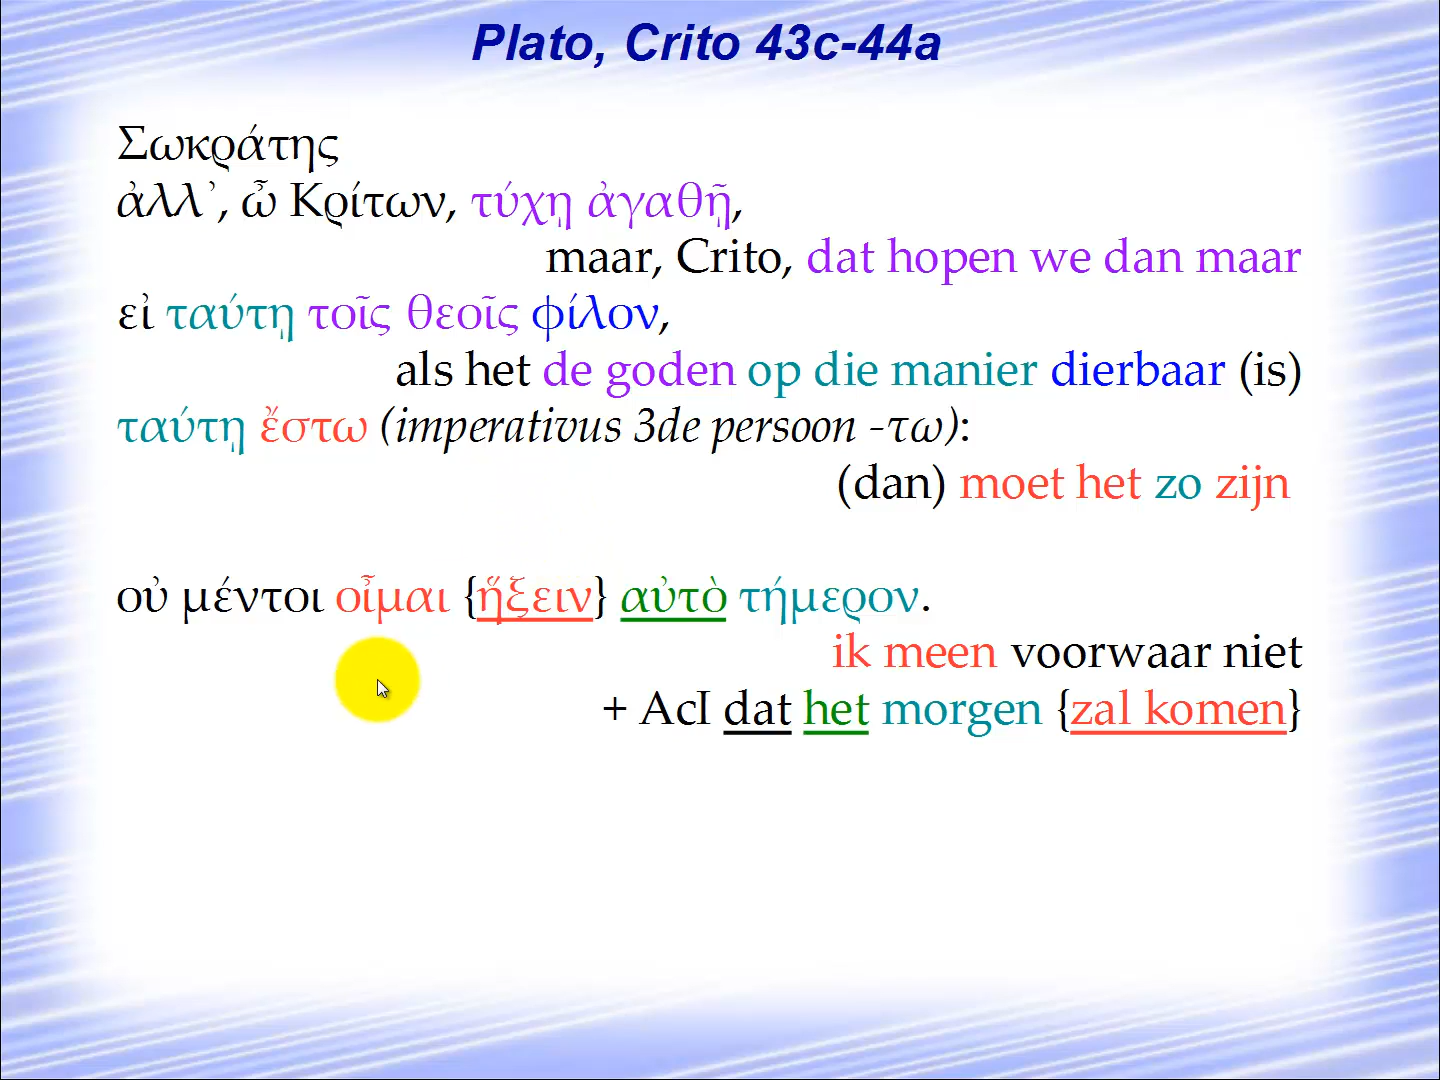 Plato, Crito 43c-44a
Σωκράτης
ἀλλ᾽, ὦ Κρίτων, τύχῃ ἀγαθῇ,
maar, Crito, dat hopen we dan maar
εἰ ταύτῃ τοῖς θεοῖς φίλον,
als het de goden op die manier dierbaar (is)
ταύτῃ ἔστω (imperativus 3de persoon -τω):
(dan) moet het zo zijn
οὐ μέντοι οἶμαι {ἥξειν} αὐτὸ τήμερον.
ik meen voorwaar niet
+ AcI dat het morgen {zal komen}